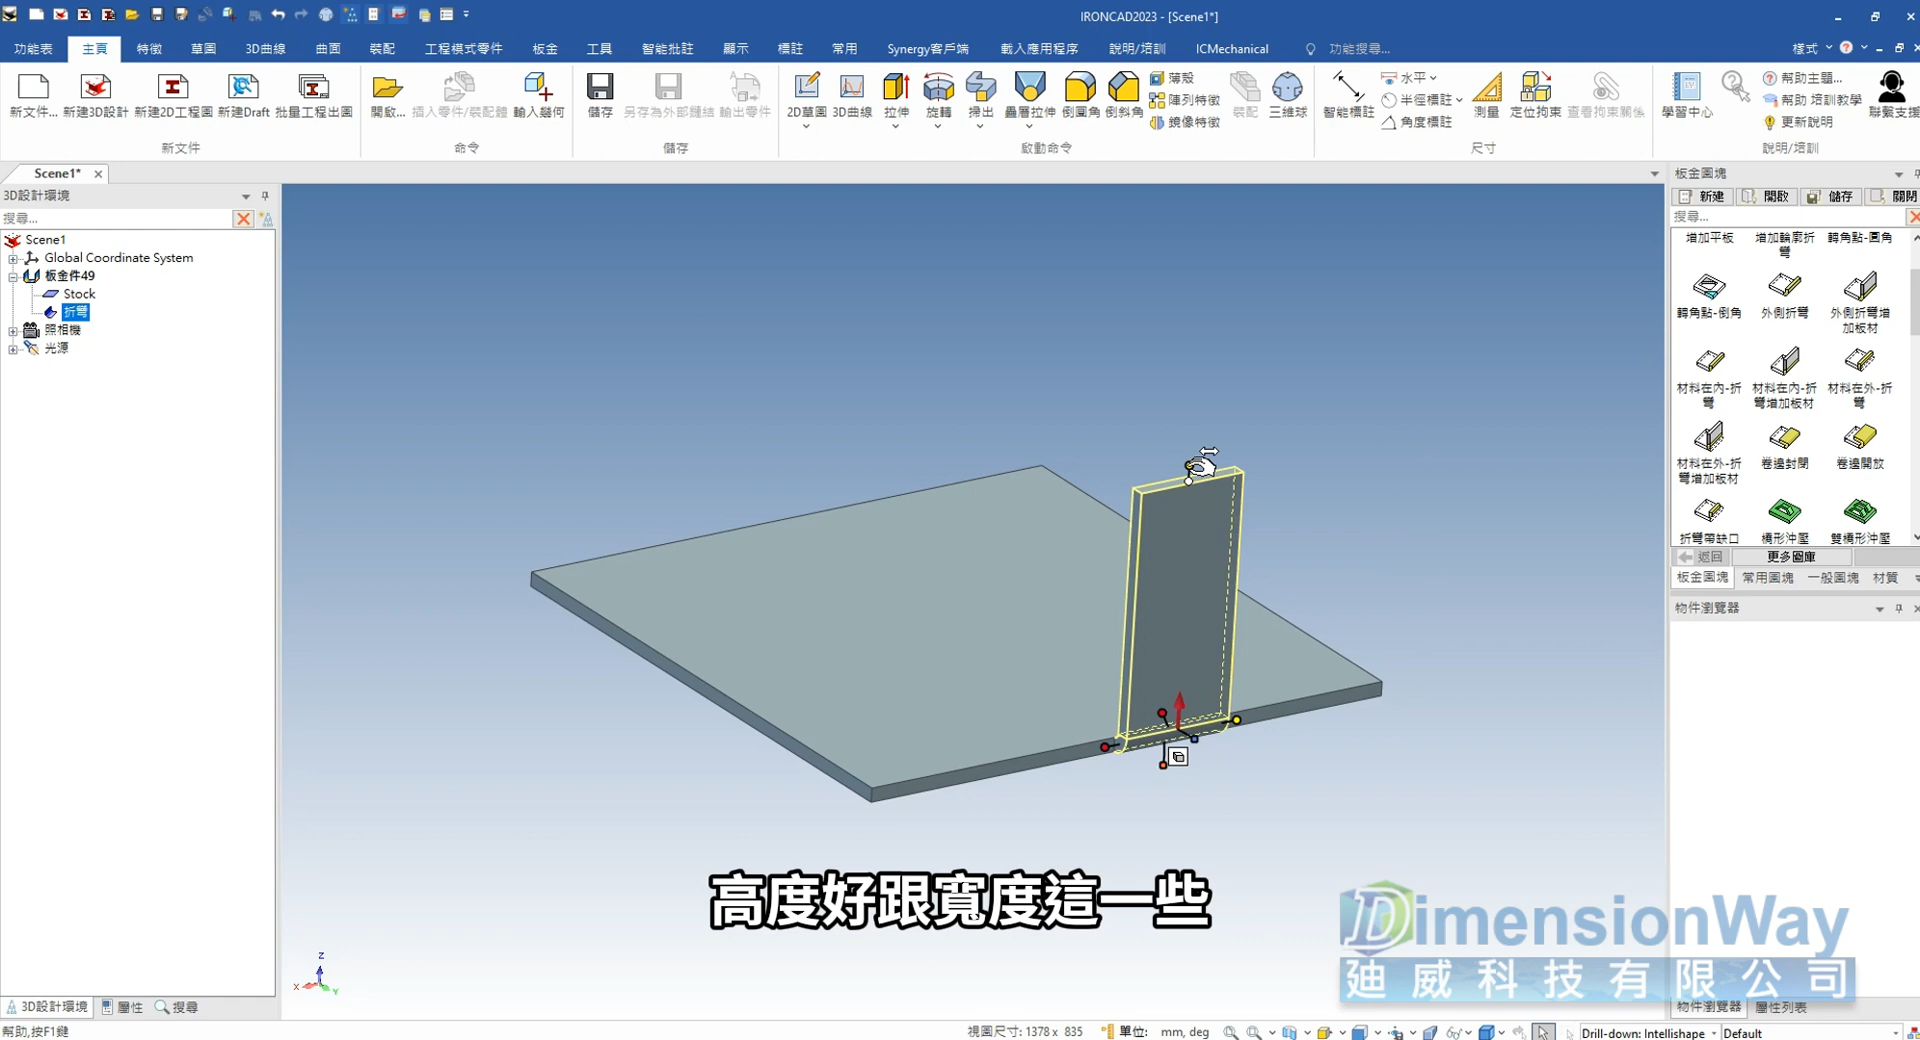 IRONCAD2023 - [Scene1*]
功能表 主頁 特徵 草圖 3D曲線 曲面 裝配 工程模式零件 板金 工具 智能批註 顯示 標註 常用 Synergy客戶端 載入應用程序 說明/培訓 ICMechanical 功能搜尋... 樣式
新文件... 新建3D設計 新建2D工程圖 新建Draft 批量工程出圖
新文件
開啟... 插入零件/裝配體 輸入幾何
命令
儲存 另存為外部鏈結 輸出零件
儲存
2D草圖 3D曲線 拉伸 旋轉 掃出 疊層拉伸 倒圓角 倒斜角
薄殼
陣列特徵
鏡像特徵
裝配 三維球
啟動命令
智能標註
水平
半徑標註
角度標註
測量 定位拘束 查看拘束關係
尺寸
學習中心
幫助主題...
幫助 培訓教學
更新說明
聯繫支援
說明/培訓
Scene1*
3D設計環境
搜尋...
Scene1
Global Coordinate System
板金件49
Stock
折彎
照相機
光源
3D設計環境 屬性 搜尋
板金圖塊
新建 開啟 儲存 關閉
搜尋...
增加平板 增加輪廓折彎 轉角點-圓角
轉角點-倒角 外側折彎 外側折彎增加板材
材料在內-折彎 材料在內-折彎增加板材 材料在外-折彎
材料在外-折彎增加板材 卷邊封閉 卷邊開放
折彎帶缺口 橋形沖壓 雙橋形沖壓
返回 更多圖庫
板金圖塊 常用圖塊 一般圖塊 材質
物件瀏覽器
高度好跟寬度這一些
DimensionWay
廸威科技有限公司
Z
X
Y
物件瀏覽器 屬性列表
幫助,按F1鍵
視圖尺寸: 1378 x 835 單位: mm, deg Drill-down: Intellishape Default